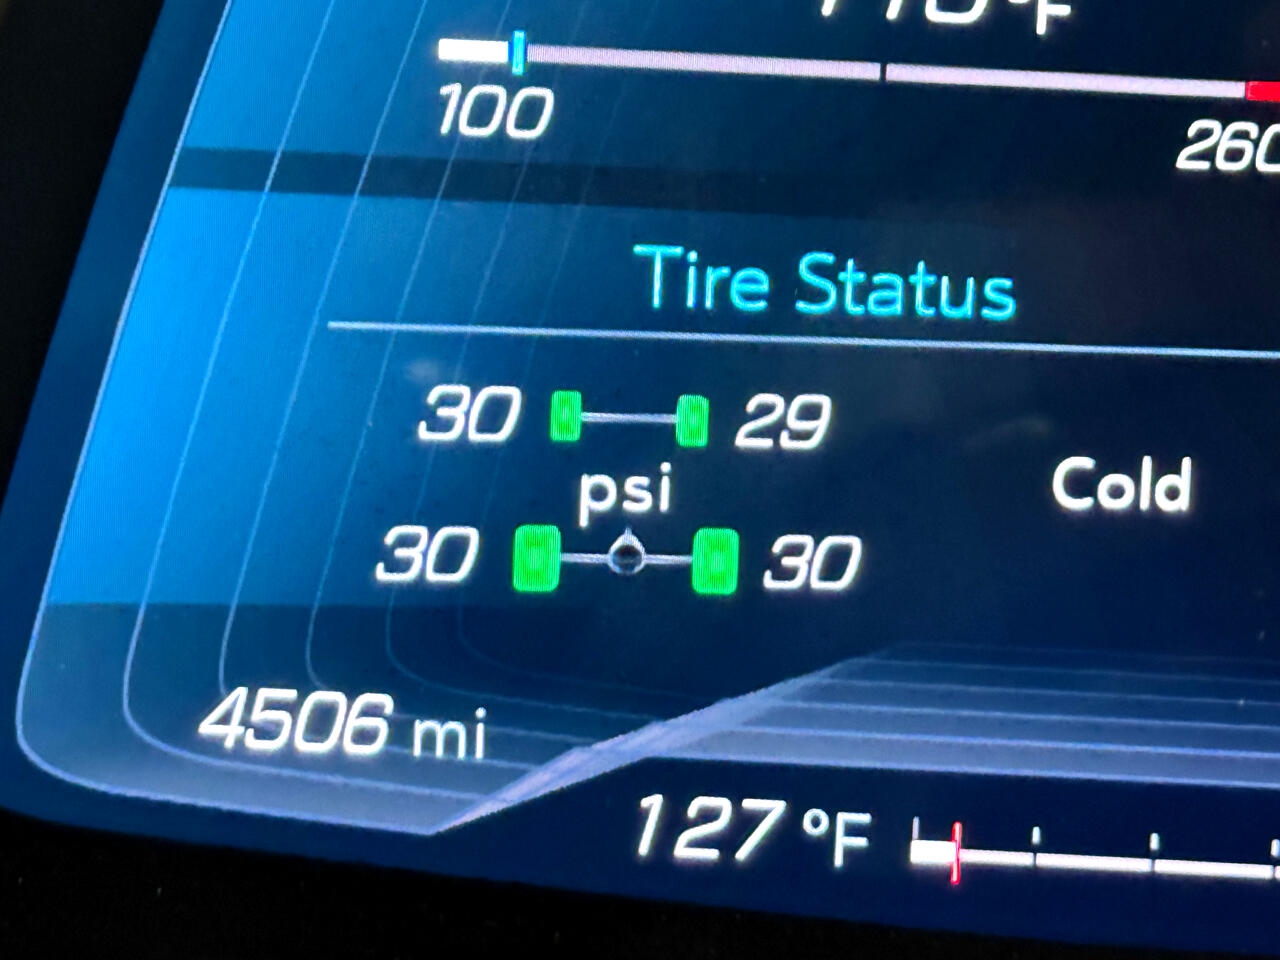 °F
100
260
Tire Status
30 29
psi
Cold
30 30
4506 mi
127 °F